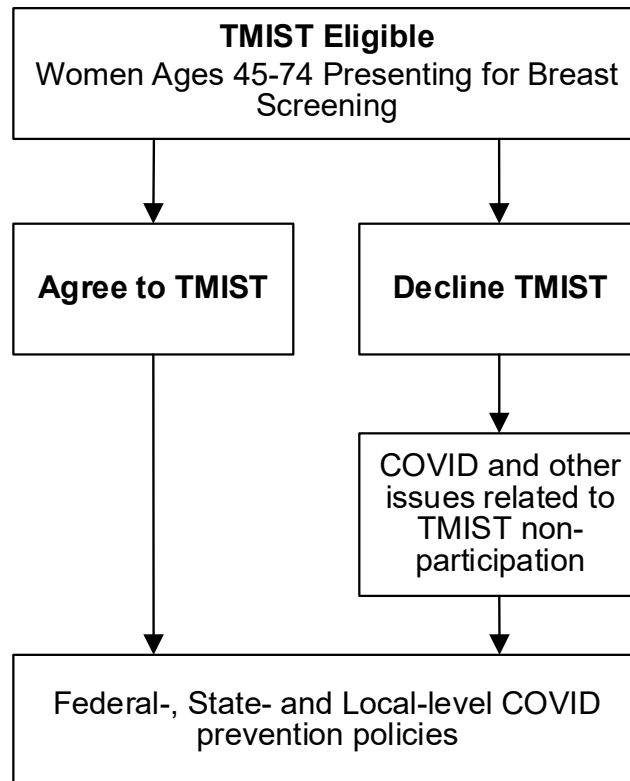 TMIST Eligible
Women Ages 45-74 Presenting for Breast
Screening
Agree to TMIST
Decline TMIST
COVID and other
issues related to
TMIST non-
participation
Federal-, State- and Local-level COVID
prevention policies